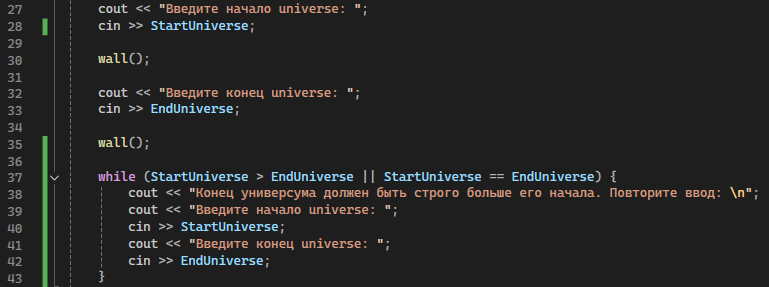 27 cout << "Введите начало universe: ";
28 cin >> StartUniverse;
29
30 wall();
31
32 cout << "Введите конец universe: ";
33 cin >> EndUniverse;
34
35 wall();
36
37 while (StartUniverse > EndUniverse || StartUniverse == EndUniverse) {
38 cout << "Конец универсума должен быть строго больше его начала. Повторите ввод: \n";
39 cout << "Введите начало universe: ";
40 cin >> StartUniverse;
41 cout << "Введите конец universe: ";
42 cin >> EndUniverse;
43 }